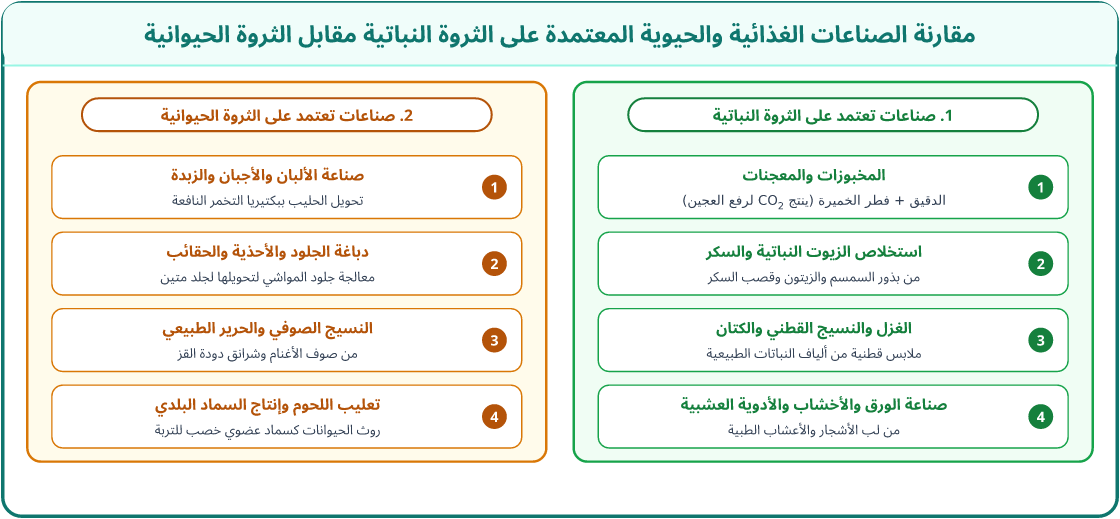 مقارنة الصناعات الغذائية والحيوية المعتمدة على الثروة النباتية مقابل الثروة الحيوانية
1. صناعات تعتمد على الثروة النباتية
1
المخبوزات والمعجنات
الدقيق + فطر الخميرة (ينتج CO₂ لرفع العجين)
2
استخلاص الزيوت النباتية والسكر
من بذور السمسم والزيتون وقصب السكر
3
الغزل والنسيج القطني والكتان
ملابس قطنية من ألياف النباتات الطبيعية
4
صناعة الورق والأخشاب والأدوية العشبية
من لب الأشجار والأعشاب الطبية
2. صناعات تعتمد على الثروة الحيوانية
1
صناعة الألبان والأجبان والزبدة
تحويل الحليب ببكتيريا التخمر النافعة
2
دباغة الجلود والأحذية والحقائب
معالجة جلود المواشي لتحويلها لجلد متين
3
النسيج الصوفي والحرير الطبيعي
من صوف الأغنام وشرانق دودة القز
4
تعليب اللحوم وإنتاج السماد البلدي
روث الحيوانات كسماد عضوي خصب للتربة